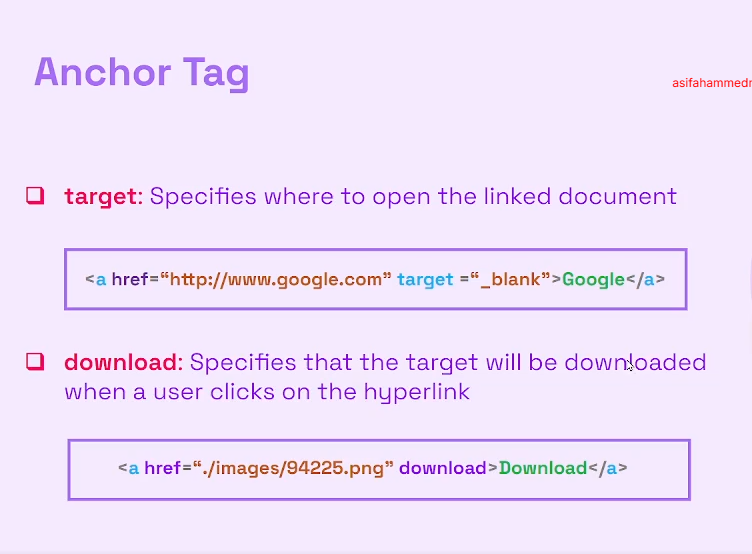 Anchor Tag
asifahammedr
❑ target: Specifies where to open the linked document
<a href=“http://www.google.com” target =“_blank”>Google</a>
❑ download: Specifies that the target will be downloaded
when a user clicks on the hyperlink
<a href=“./images/94225.png” download>Download</a>